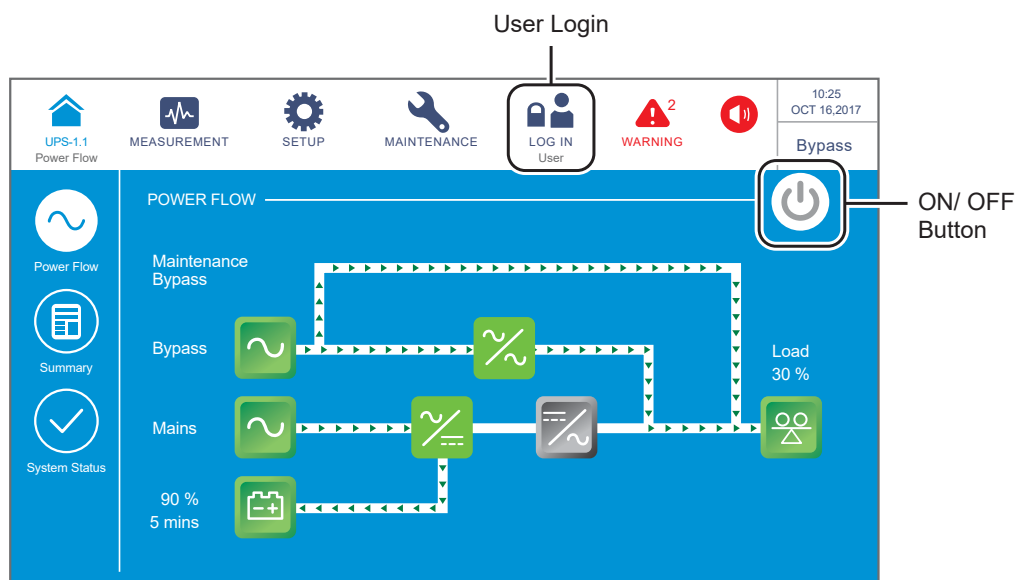 User Login
UPS-1.1
Power Flow
MEASUREMENT
SETUP
MAINTENANCE
LOG IN
User
2
WARNING
10:25
OCT 16,2017
Bypass
POWER FLOW
ON/ OFF
Button
Power Flow
Summary
System Status
Maintenance
Bypass
Bypass
Load
30 %
Mains
90 %
5 mins